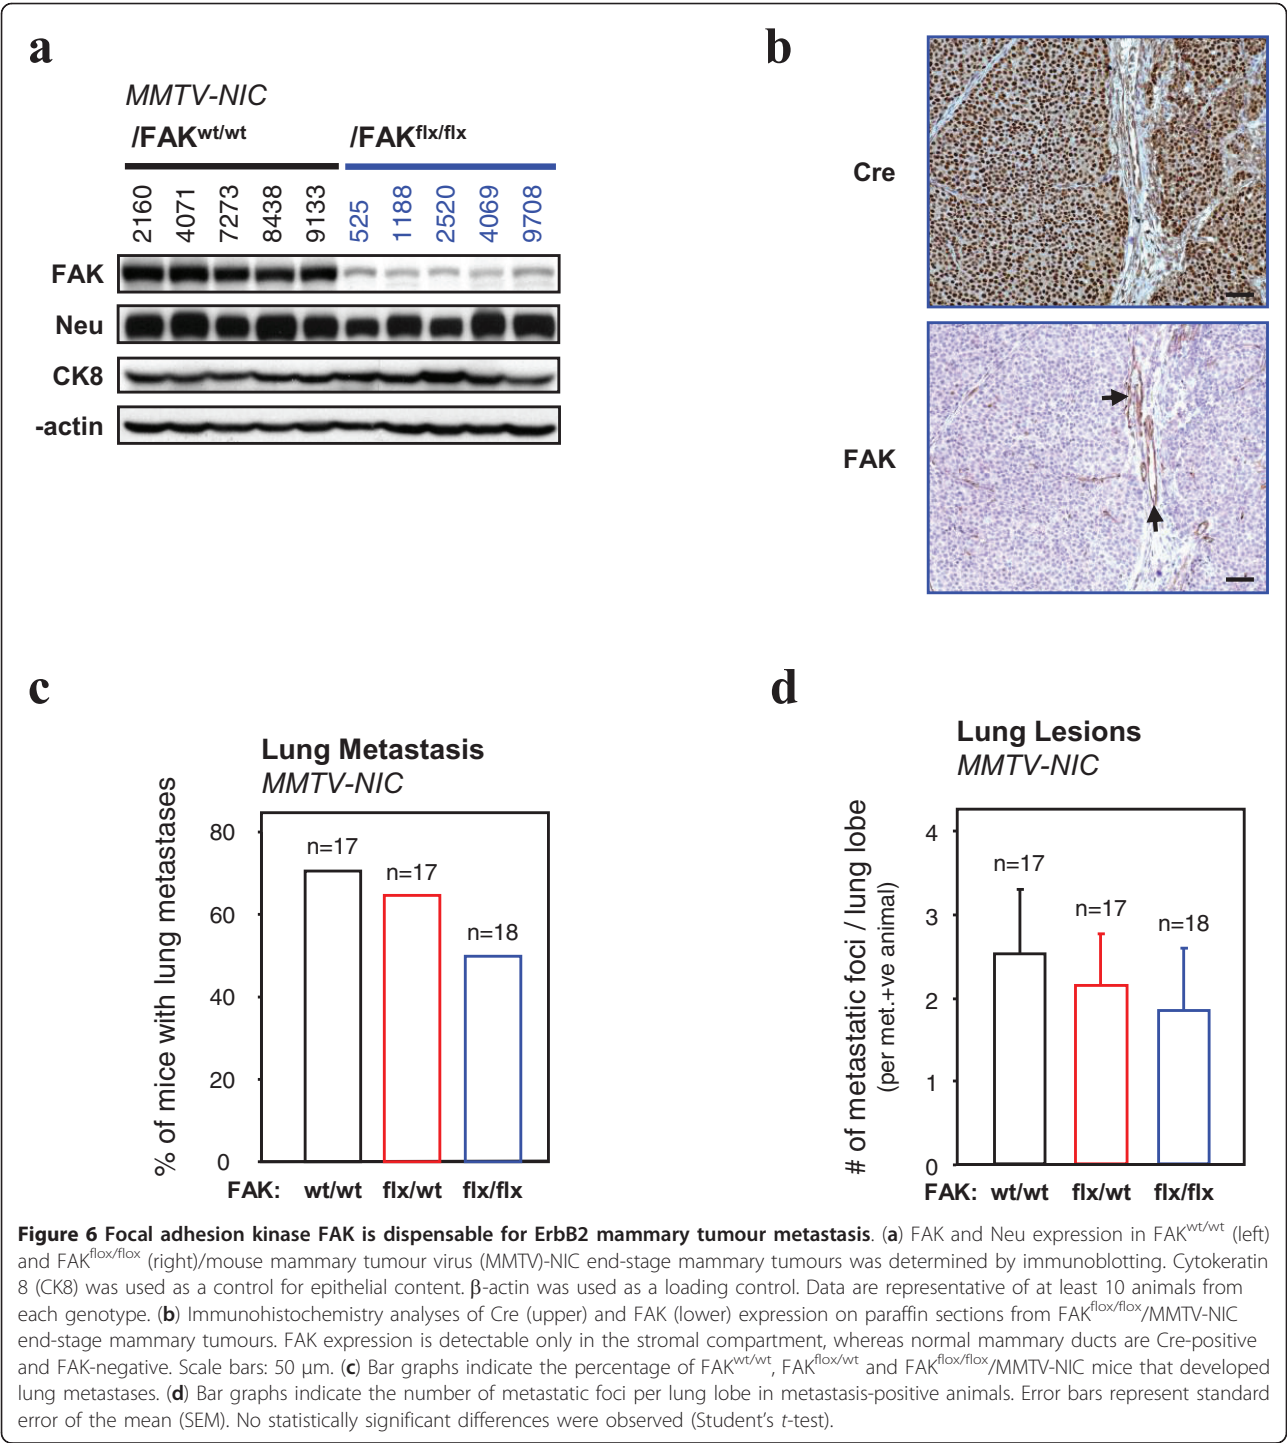 a
MMTV-NIC
/FAKwt/wt /FAKflx/flx
2160 4071 7273 8438 9133 525 1188 2520 4069 9708
FAK
Neu
CK8
-actin
b
Cre
FAK
c
Lung Metastasis
MMTV-NIC
% of mice with lung metastases
80
60
40
20
0
n=17
n=17
n=18
FAK: wt/wt flx/wt flx/flx
d
Lung Lesions
MMTV-NIC
# of metastatic foci / lung lobe
(per met.+ve animal)
4
3
2
1
0
n=17
n=17
n=18
FAK: wt/wt flx/wt flx/flx
Figure 6 Focal adhesion kinase FAK is dispensable for ErbB2 mammary tumour metastasis. (a) FAK and Neu expression in FAKwt/wt (left)
and FAKflox/flox (right)/mouse mammary tumour virus (MMTV)-NIC end-stage mammary tumours was determined by immunoblotting. Cytokeratin
8 (CK8) was used as a control for epithelial content. β-actin was used as a loading control. Data are representative of at least 10 animals from
each genotype. (b) Immunohistochemistry analyses of Cre (upper) and FAK (lower) expression on paraffin sections from FAKflox/flox/MMTV-NIC
end-stage mammary tumours. FAK expression is detectable only in the stromal compartment, whereas normal mammary ducts are Cre-positive
and FAK-negative. Scale bars: 50 μm. (c) Bar graphs indicate the percentage of FAKwt/wt, FAKflox/wt and FAKflox/flox/MMTV-NIC mice that developed
lung metastases. (d) Bar graphs indicate the number of metastatic foci per lung lobe in metastasis-positive animals. Error bars represent standard
error of the mean (SEM). No statistically significant differences were observed (Student's t-test).